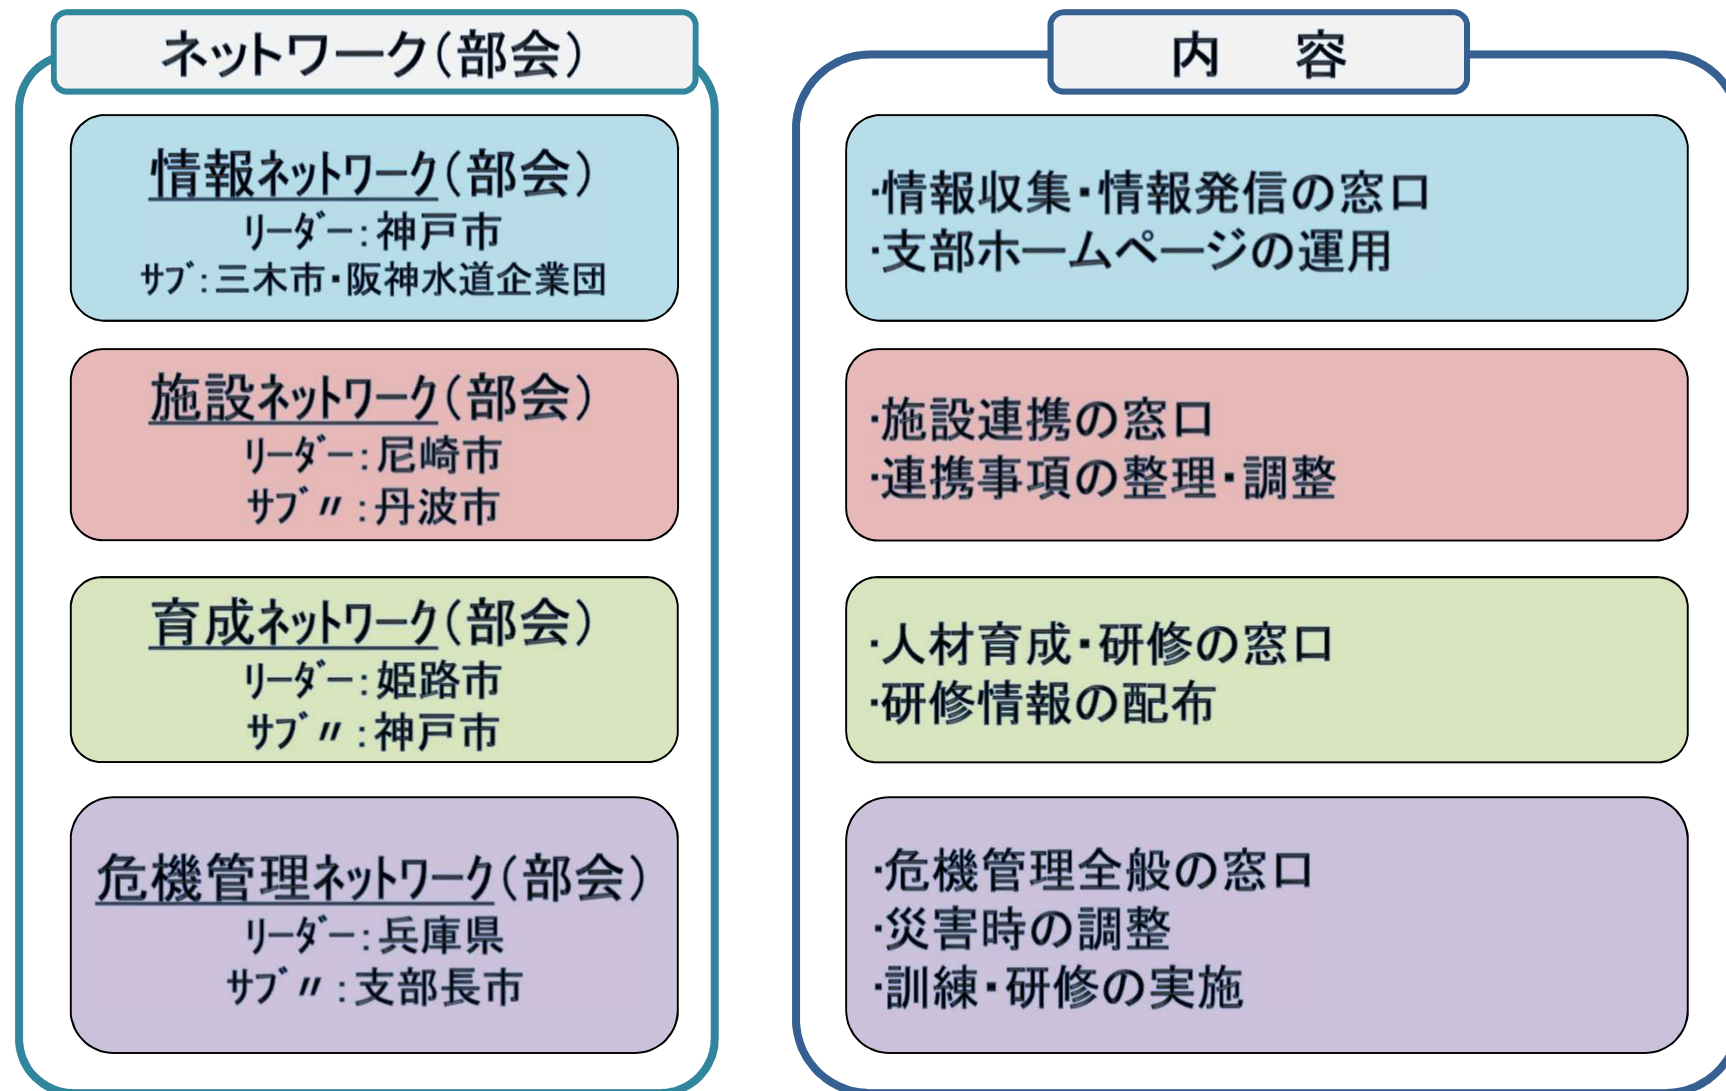 ネットワーク(部会)
情報ﾈｯﾄﾜｰｸ(部会)
ﾘｰﾀﾞｰ:神戸市
ｻﾌﾞ:三木市・阪神水道企業団
施設ﾈｯﾄﾜｰｸ(部会)
ﾘｰﾀﾞｰ:尼崎市
ｻﾌﾞ〃:丹波市
育成ﾈｯﾄﾜｰｸ(部会)
ﾘｰﾀﾞｰ:姫路市
ｻﾌﾞ〃:神戸市
危機管理ﾈｯﾄﾜｰｸ(部会)
ﾘｰﾀﾞｰ:兵庫県
ｻﾌﾞ〃:支部長市
内　容
･情報収集・情報発信の窓口
･支部ホームページの運用
･施設連携の窓口
･連携事項の整理・調整
･人材育成・研修の窓口
･研修情報の配布
･危機管理全般の窓口
･災害時の調整
･訓練・研修の実施